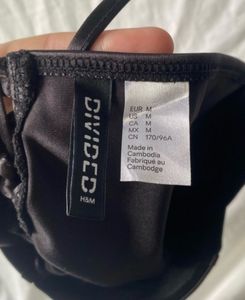 DIVIDED
H&M
EUR M
US M
CA M
MX M
CN 170/96A
Made in
Cambodia
Fabriqué au
Cambodge